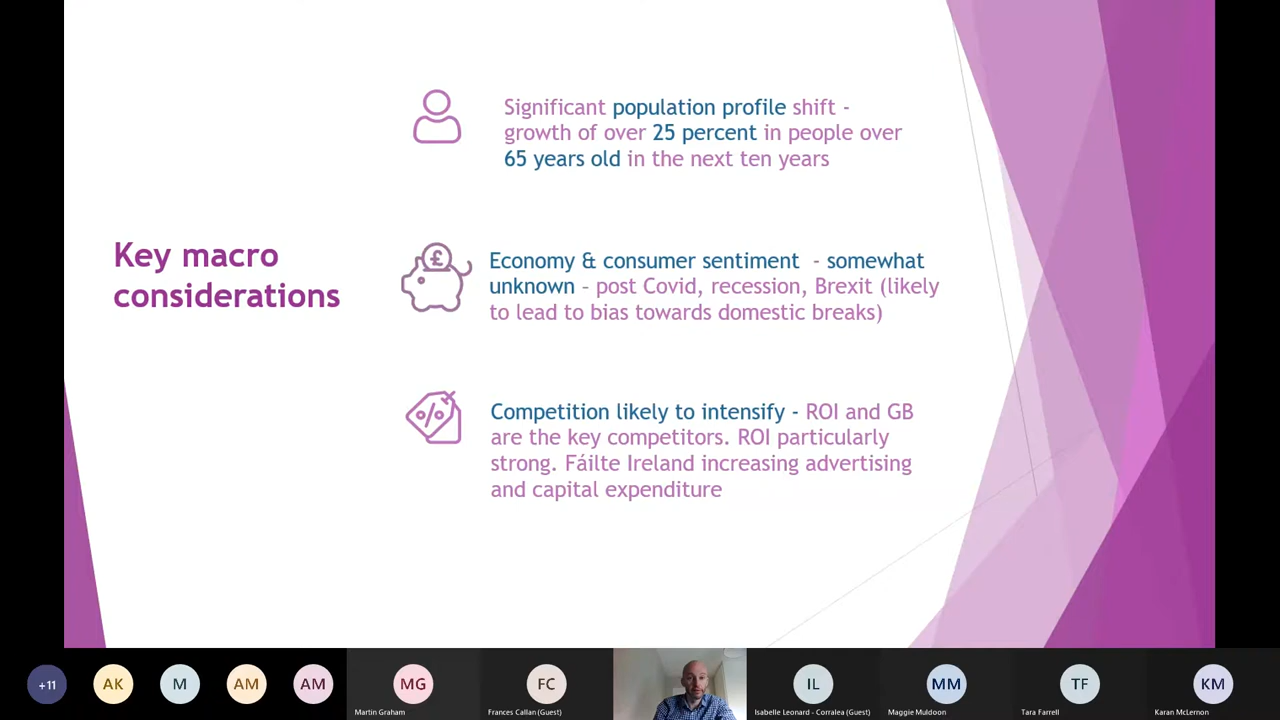 Significant population profile shift -
growth of over 25 percent in people over
65 years old in the next ten years
Key macro
considerations
£
Economy & consumer sentiment - somewhat
unknown – post Covid, recession, Brexit (likely
to lead to bias towards domestic breaks)
%
Competition likely to intensify - ROI and GB
are the key competitors. ROI particularly
strong. Fáilte Ireland increasing advertising
and capital expenditure
+11
AK
M
AM
AM
MG
Martin Graham
FC
Frances Callan (Guest)
IL
Isabelle Leonard - Corralea (Guest)
MM
Maggie Muldoon
TF
Tara Farrell
KM
Karan McLernon